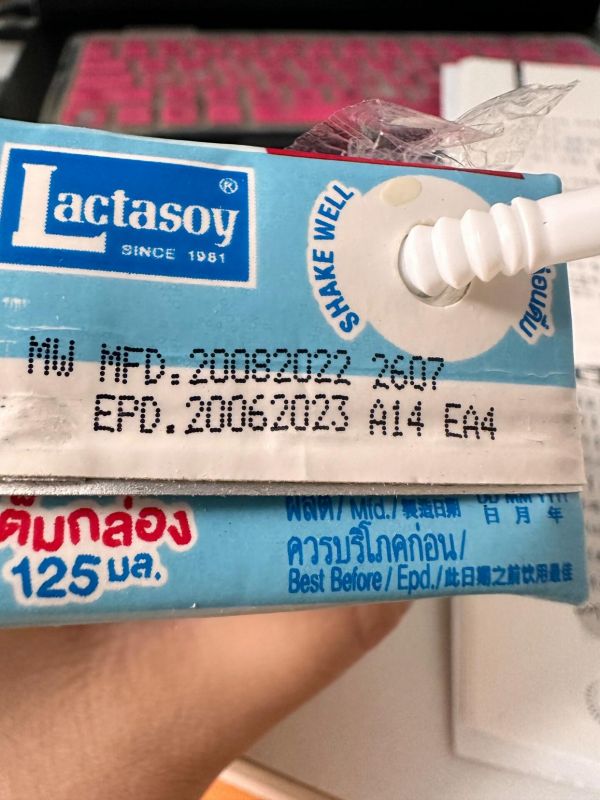 Lactasoy ®
SINCE 1981
SHAKE WELL
MW MFD.20082022 2607
EPD.20062023 A14 EA4
ผลิต/Mfd./製造日期
日 月 年
125 มล.
ควรบริโภคก่อน/
Best Before/Epd./此日期之前饮用最佳